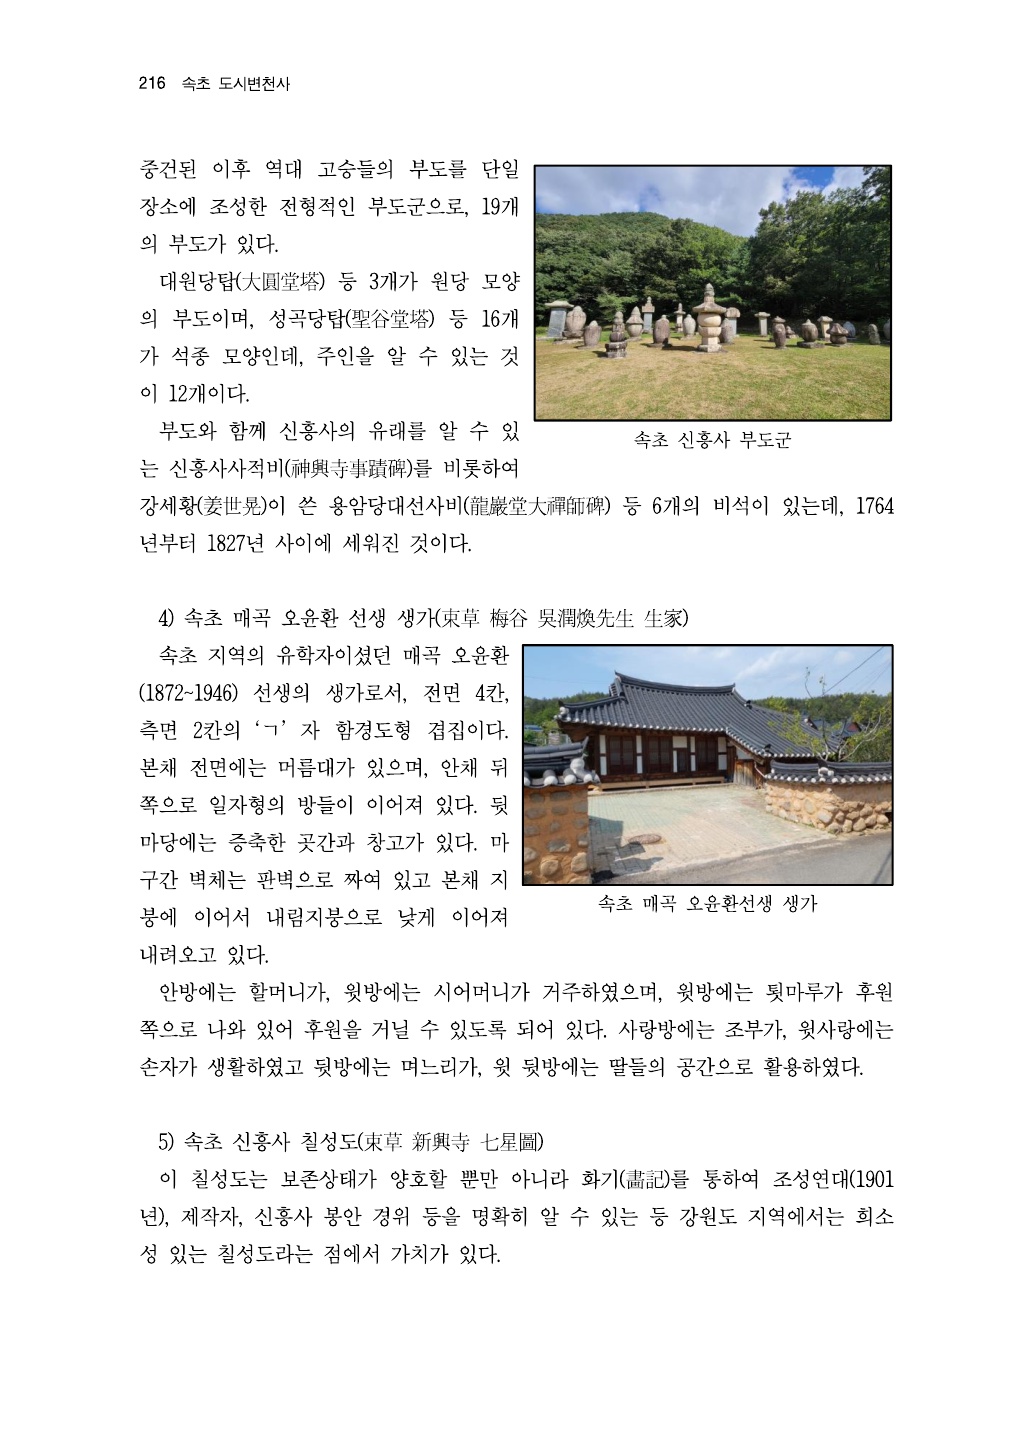 216 속초 도시변천사
중건된 이후 역대 고승들의 부도를 단일
장소에 조성한 전형적인 부도군으로, 19개
의 부도가 있다.
대원당탑(大圓堂塔) 등 3개가 원당 모양
의 부도이며, 성곡당탑(聖谷堂塔) 등 16개
가 석종 모양인데, 주인을 알 수 있는 것
이 12개이다.
부도와 함께 신흥사의 유래를 알 수 있
는 신흥사사적비(神興寺事蹟碑)를 비롯하여
속초 신흥사 부도군
강세황(姜世晃)이 쓴 용암당대선사비(龍巖堂大禪師碑) 등 6개의 비석이 있는데, 1764
년부터 1827년 사이에 세워진 것이다.
4) 속초 매곡 오윤환 선생 생가(束草 梅谷 吳潤煥先生 生家)
속초 지역의 유학자이셨던 매곡 오윤환
(1872~1946) 선생의 생가로서, 전면 4칸,
측면 2칸의 ‘ㄱ’ 자 함경도형 겹집이다.
본채 전면에는 머름대가 있으며, 안채 뒤
쪽으로 일자형의 방들이 이어져 있다. 뒷
마당에는 증축한 곳간과 창고가 있다. 마
구간 벽체는 판벽으로 짜여 있고 본채 지
붕에 이어서 내림지붕으로 낮게 이어져
내려오고 있다.
속초 매곡 오윤환선생 생가
안방에는 할머니가, 윗방에는 시어머니가 거주하였으며, 윗방에는 툇마루가 후원
쪽으로 나와 있어 후원을 거닐 수 있도록 되어 있다. 사랑방에는 조부가, 윗사랑에는
손자가 생활하였고 뒷방에는 며느리가, 윗 뒷방에는 딸들의 공간으로 활용하였다.
5) 속초 신흥사 칠성도(束草 新興寺 七星圖)
이 칠성도는 보존상태가 양호할 뿐만 아니라 화기(畵記)를 통하여 조성연대(1901
년), 제작자, 신흥사 봉안 경위 등을 명확히 알 수 있는 등 강원도 지역에서는 희소
성 있는 칠성도라는 점에서 가치가 있다.